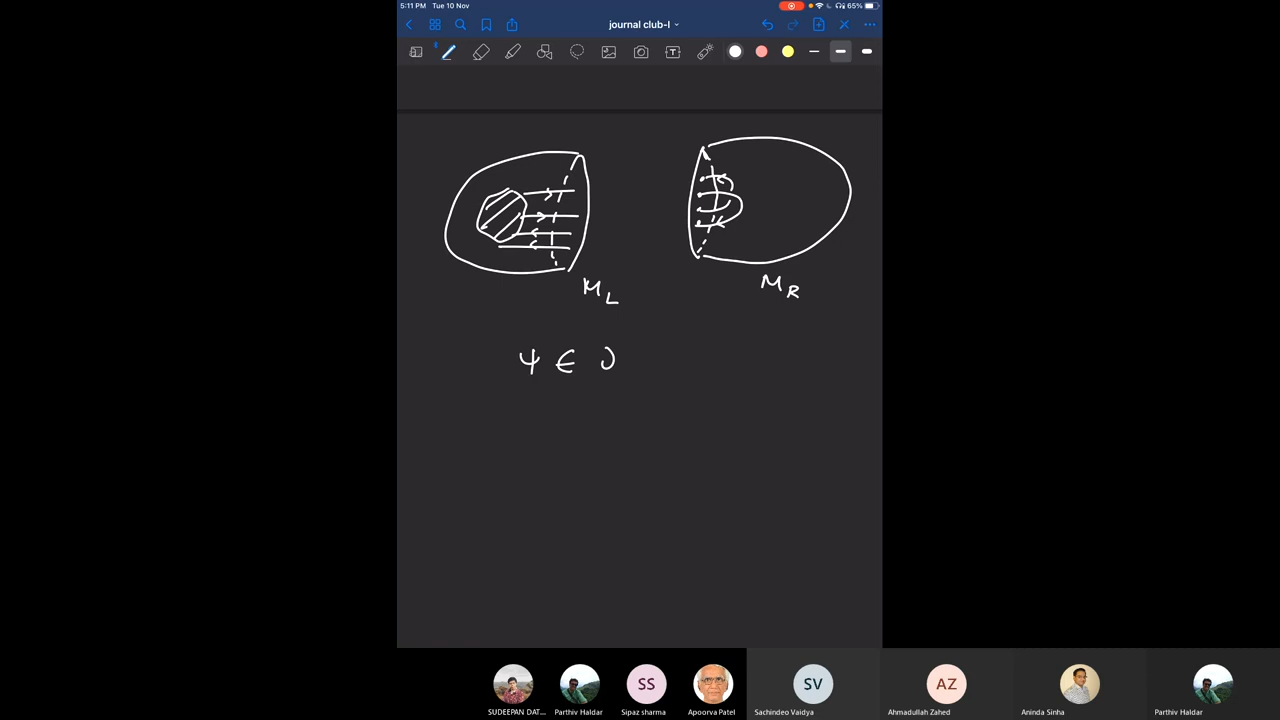 5:11 PM Tue 10 Nov
65%
journal club-I
M_L
M_R
ψ ∈
SS
SV
AZ
SUDEEPAN DAT...
Parthiv Haldar
Sipaz sharma
Apoorva Patel
Sachindeo Vaidya
Ahmadullah Zahed
Aninda Sinha
Parthiv Haldar